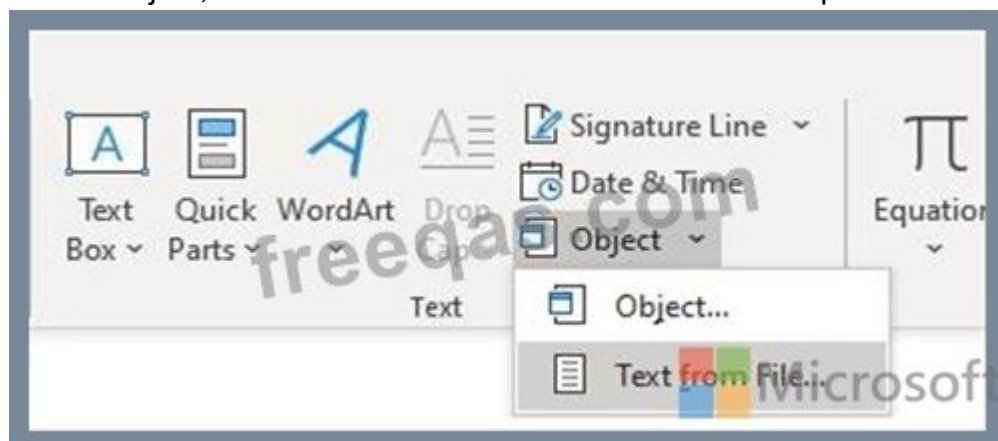 Signature Line
Date & Time
Object
Text Box
Quick Parts
WordArt
Drop Cap
Equation
Text
Object...
Text from File...
freeqas.com
Microsoft